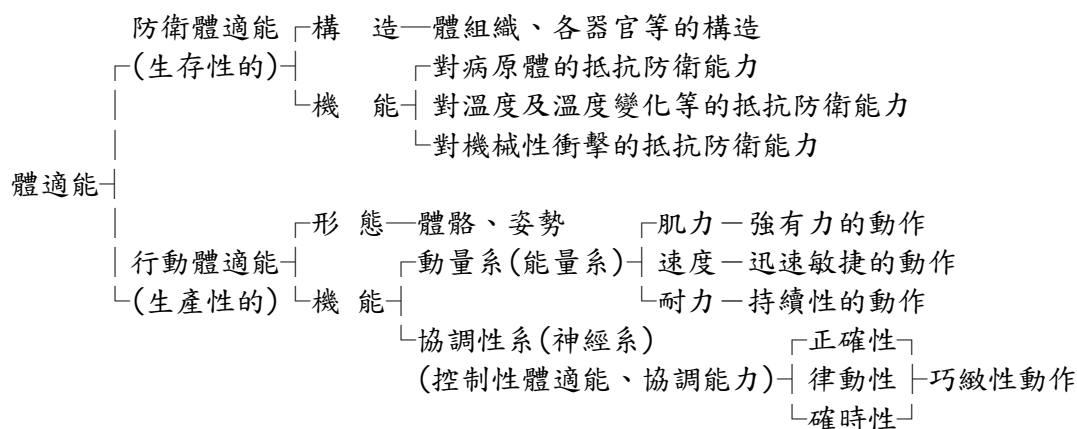 防衛體適能 構 造—體組織、各器官等的構造
(生存性的) 對病原體的抵抗防衛能力
機 能 對溫度及溫度變化等的抵抗防衛能力
對機械性衝擊的抵抗防衛能力
體適能
形 態—體骼、姿勢 肌力－強有力的動作
行動體適能 動量系(能量系) 速度－迅速敏捷的動作
(生產性的) 機 能 耐力－持續性的動作
協調性系(神經系) 正確性
(控制性體適能、協調能力) 律動性 巧緻性動作
確時性